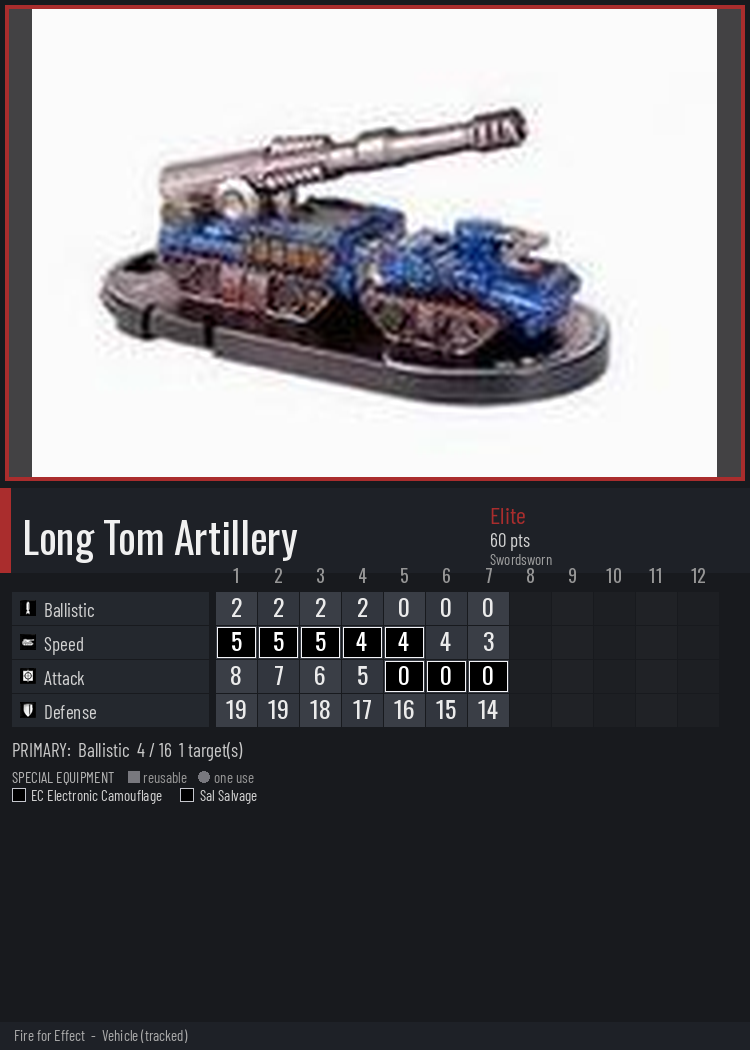 Long Tom Artillery
Elite
60 pts
Swordsworn
1 2 3 4 5 6 7 8 9 10 11 12
Ballistic 2 2 2 2 0 0 0
Speed 5 5 5 4 4 4 3
Attack 8 7 6 5 0 0 0
Defense 19 19 18 17 16 15 14
PRIMARY: Ballistic 4 / 16 1 target(s)
SPECIAL EQUIPMENT reusable one use
EC Electronic Camouflage Sal Salvage
Fire for Effect - Vehicle (tracked)